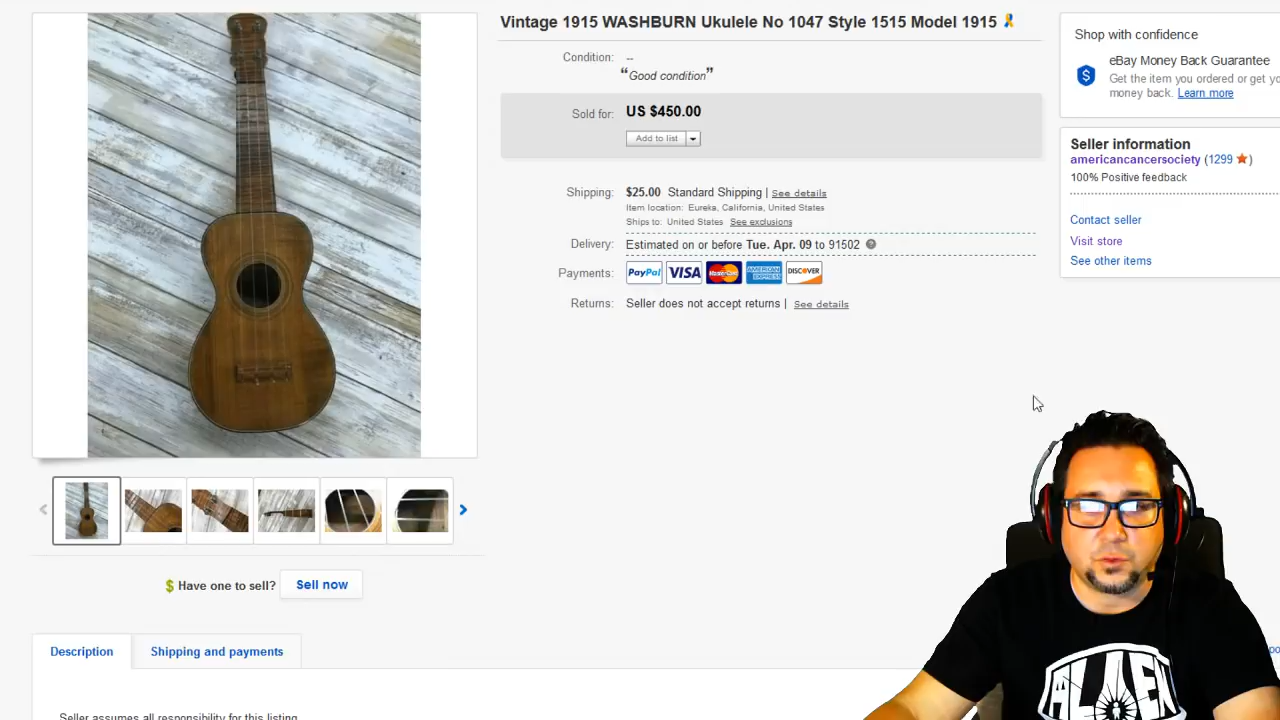 Vintage 1915 WASHBURN Ukulele No 1047 Style 1515 Model 1915
Condition: --
“Good condition”
Sold for: US $450.00
Add to list
Shipping: $25.00 Standard Shipping | See details
Item location: Eureka, California, United States
Ships to: United States See exclusions
Delivery: Estimated on or before Tue. Apr. 09 to 91502
Payments: PayPal VISA MasterCard AMERICAN EXPRESS DISCOVER
Returns: Seller does not accept returns | See details
Shop with confidence
eBay Money Back Guarantee
Get the item you ordered or get yo
money back. Learn more
Seller information
americancancersociety (1299)
100% Positive feedback
Contact seller
Visit store
See other items
Have one to sell? Sell now
Description Shipping and payments
Seller assumes all responsibility for this listing.
ALIEN